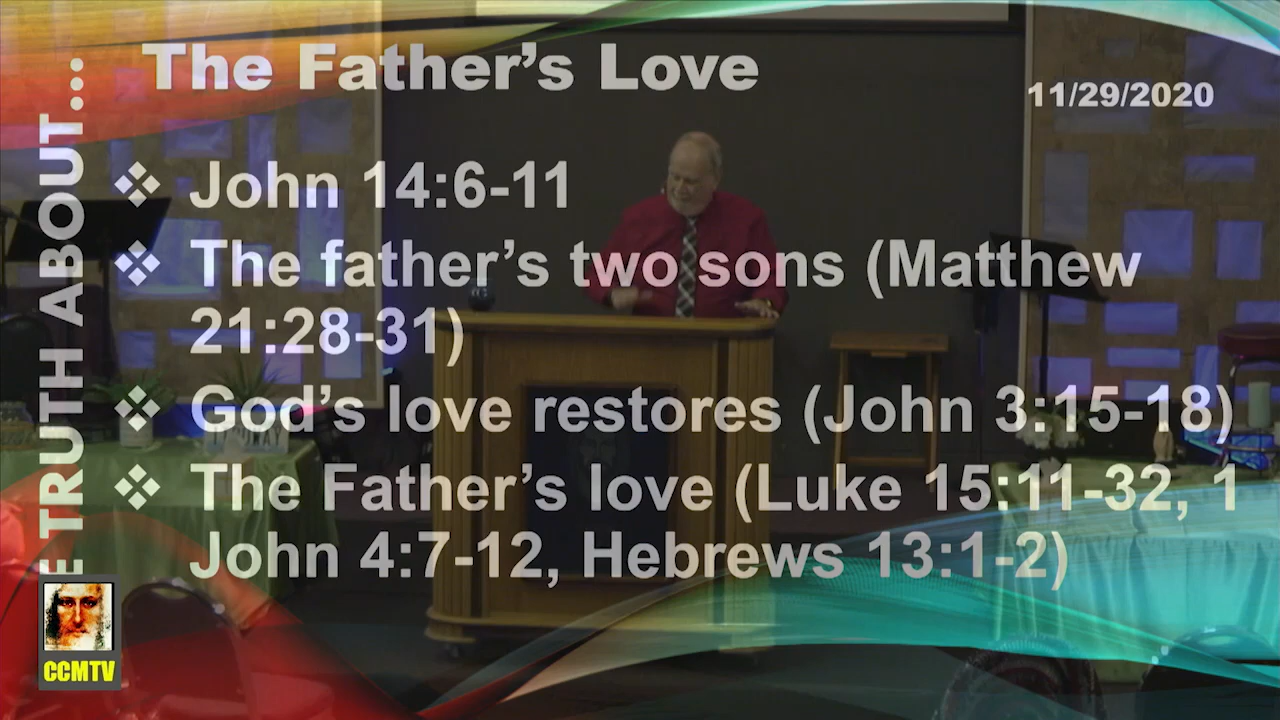 The Father's Love
11/29/2020
E TRUTH ABOUT...
❖ John 14:6-11
❖ The father's two sons (Matthew
21:28-31)
❖ God's love restores (John 3:15-18)
❖ The Father's love (Luke 15:11-32, 1
John 4:7-12, Hebrews 13:1-2)
CCMTV